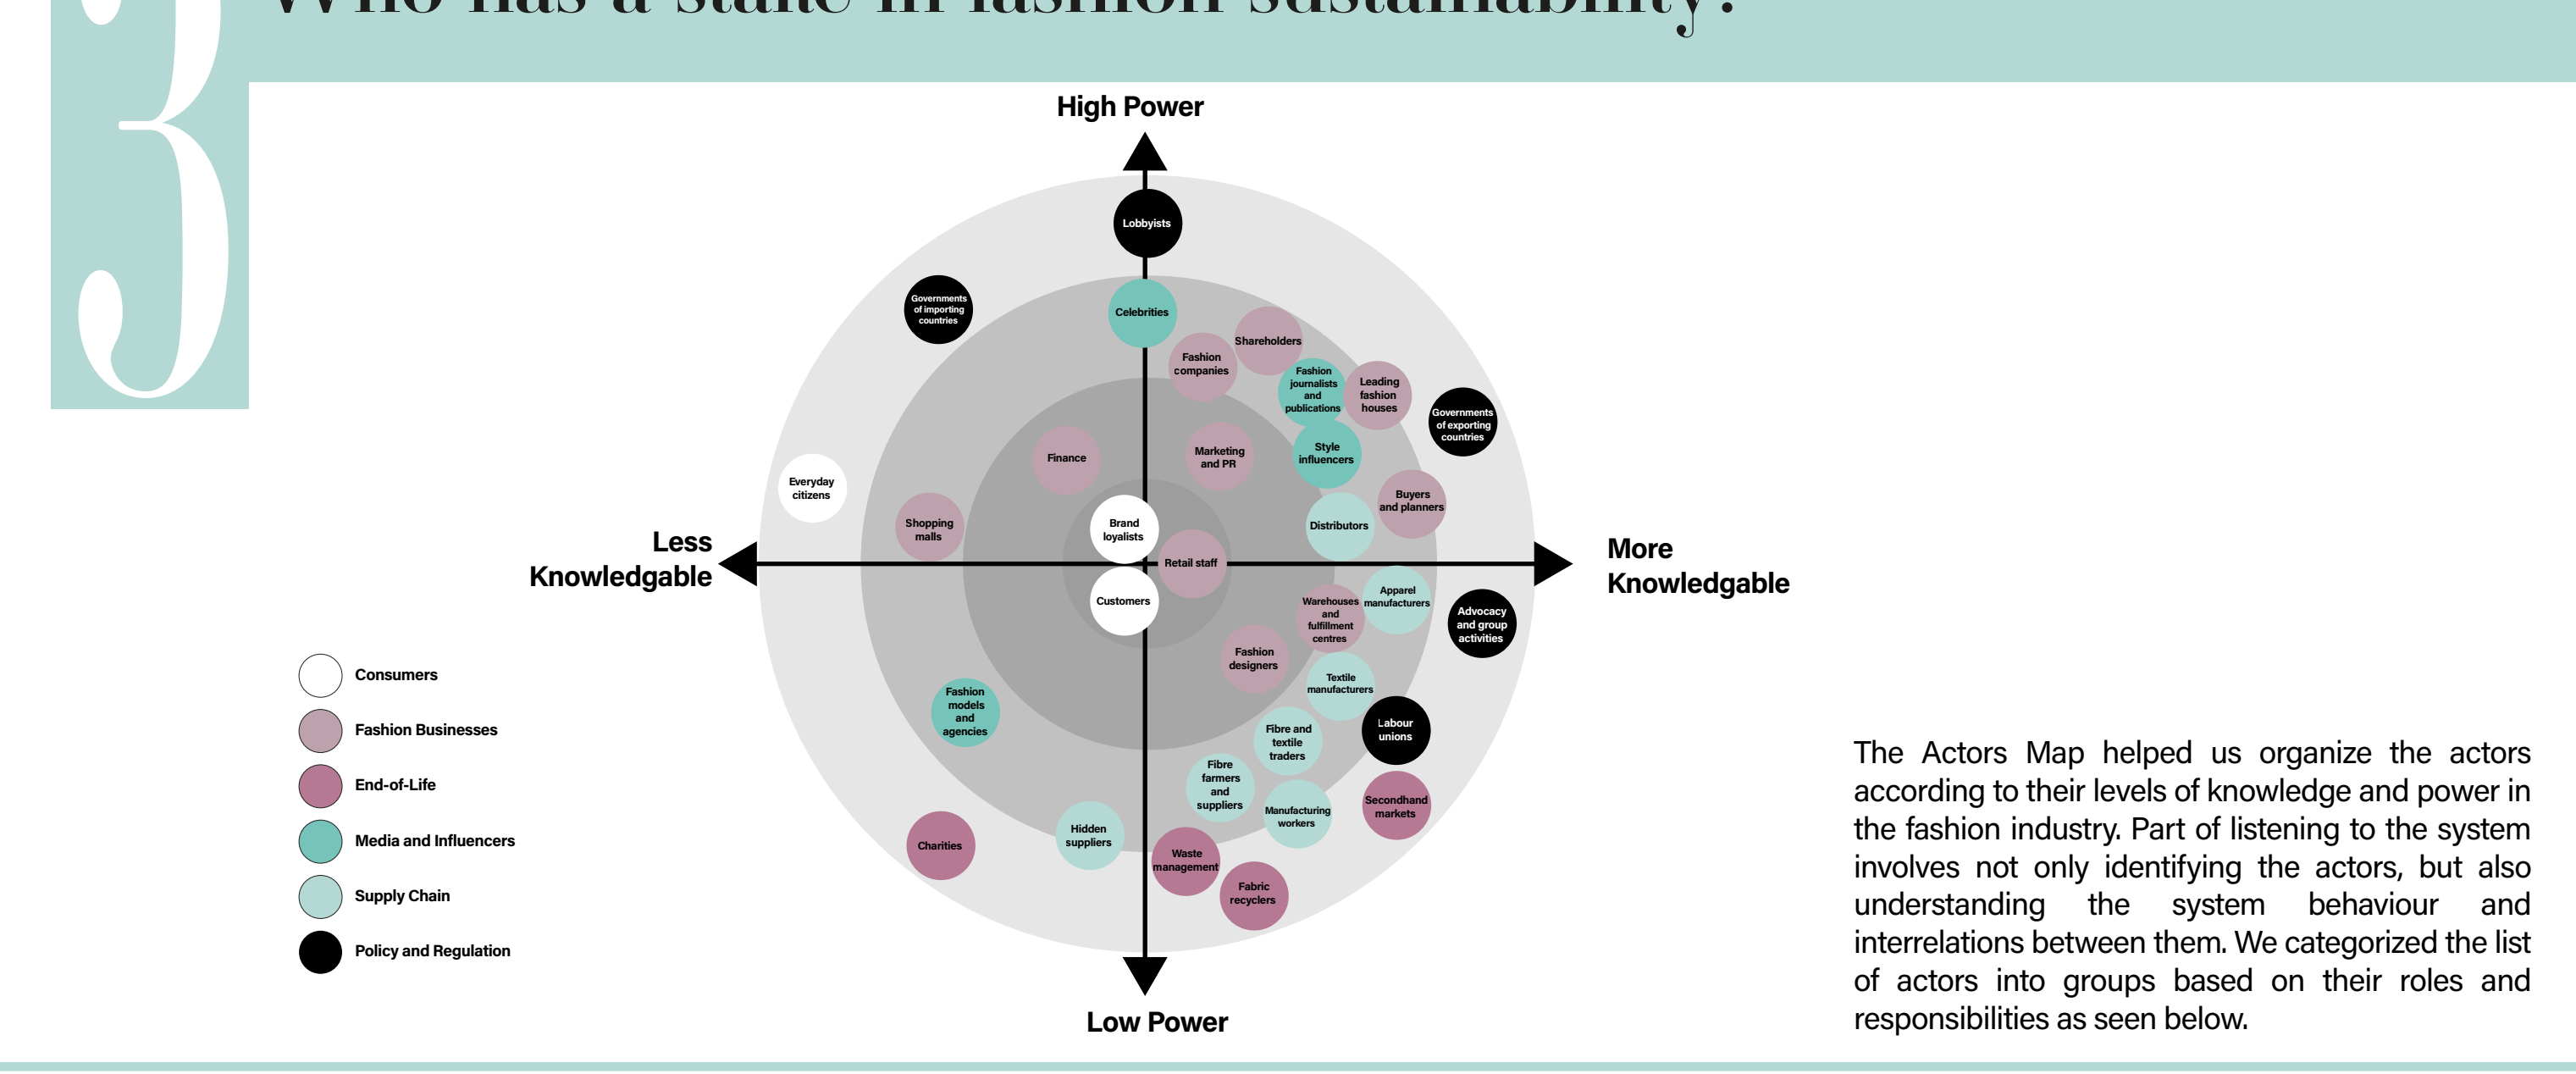 3
Who has a stake in fashion sustainability?
High Power
Lobbyists
Governments
of importing
countries
Celebrities
Shareholders
Fashion
companies
Fashion
journalists
and
publications
Leading
fashion
houses
Governments
of exporting
countries
Finance
Marketing
and PR
Style
influencers
Everyday
citizens
Buyers
and planners
Shopping
malls
Brand
loyalists
Distributors
Less
Knowledgable
Retail staff
More
Knowledgable
Customers
Warehouses
and
fulfillment
centres
Apparel
manufacturers
Advocacy
and group
activities
Fashion
designers
Textile
manufacturers
Fashion
models
and
agencies
Labour
unions
Fibre and
textile
traders
Fibre
farmers
and
suppliers
Manufacturing
workers
Secondhand
markets
Charities
Hidden
suppliers
Waste
management
Fabric
recyclers
Low Power
Consumers
Fashion Businesses
End-of-Life
Media and Influencers
Supply Chain
Policy and Regulation
The Actors Map helped us organize the actors
according to their levels of knowledge and power in
the fashion industry. Part of listening to the system
involves not only identifying the actors, but also
understanding the system behaviour and
interrelations between them. We categorized the list
of actors into groups based on their roles and
responsibilities as seen below.